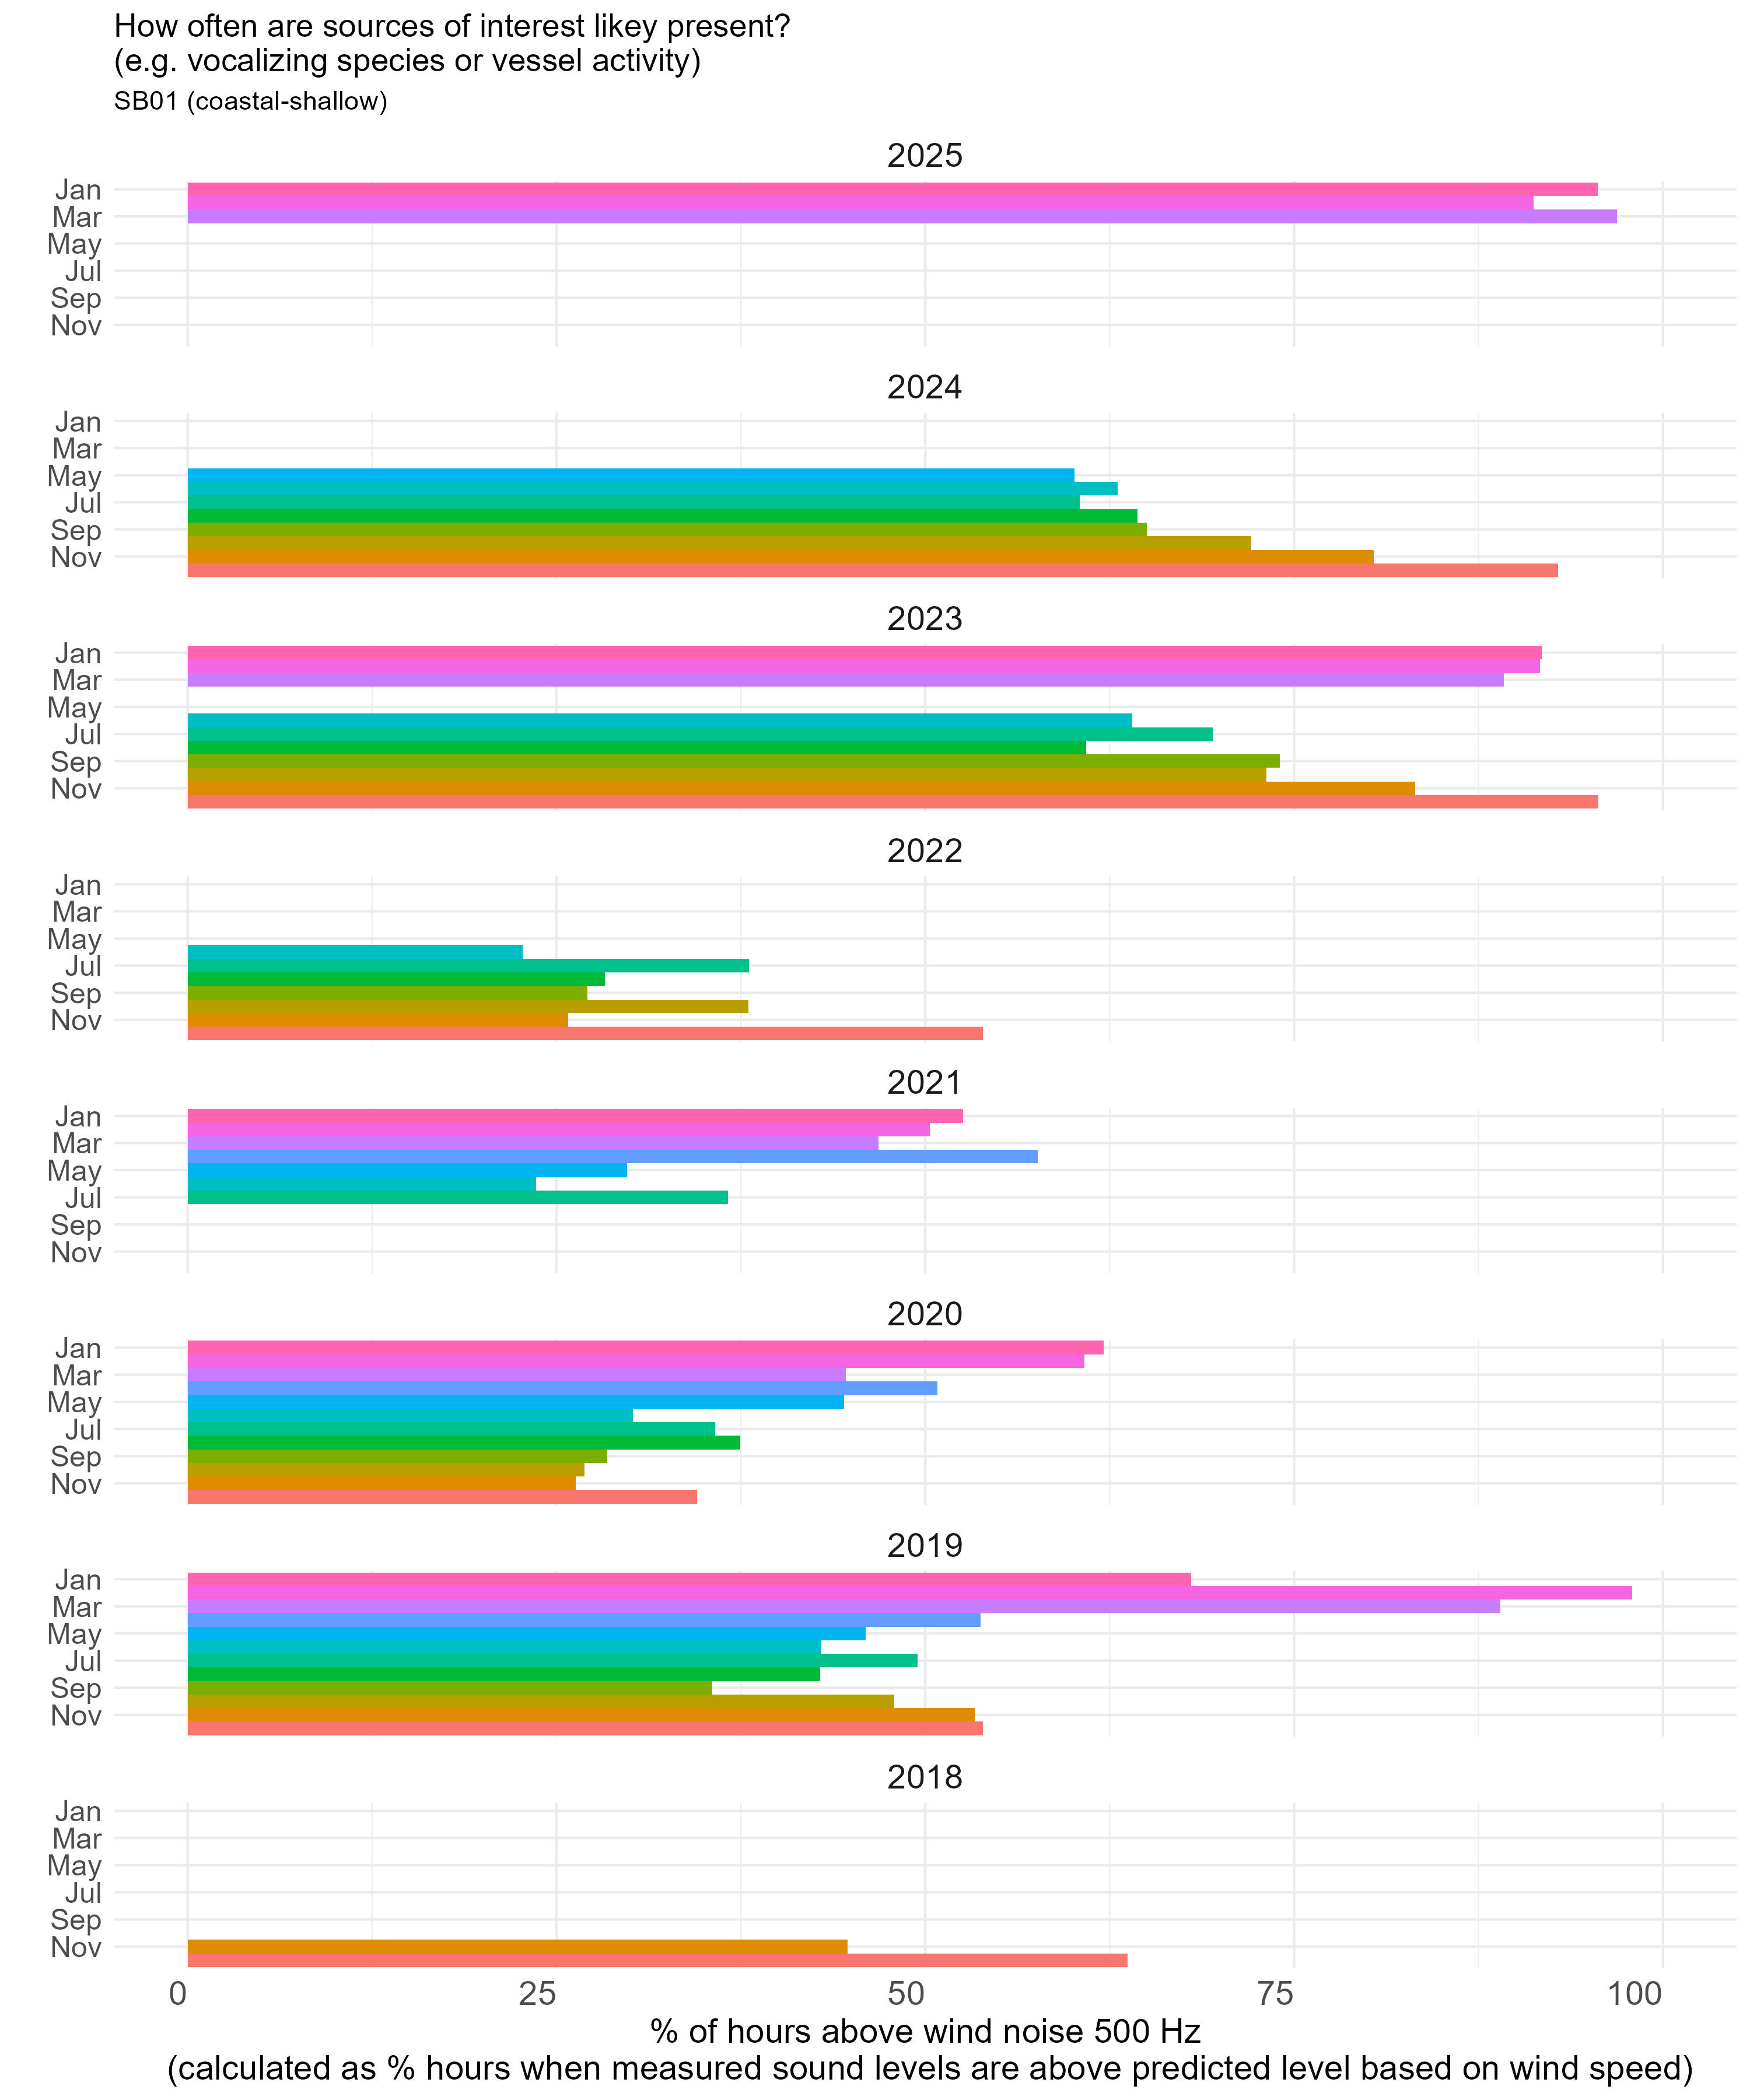 How often are sources of interest likey present?
(e.g. vocalizing species or vessel activity)
SB01 (coastal-shallow)
2025
Jan
Mar
May
Jul
Sep
Nov
2024
Jan
Mar
May
Jul
Sep
Nov
2023
Jan
Mar
May
Jul
Sep
Nov
2022
Jan
Mar
May
Jul
Sep
Nov
2021
Jan
Mar
May
Jul
Sep
Nov
2020
Jan
Mar
May
Jul
Sep
Nov
2019
Jan
Mar
May
Jul
Sep
Nov
2018
Jan
Mar
May
Jul
Sep
Nov
0 25 50 75 100
% of hours above wind noise 500 Hz
(calculated as % hours when measured sound levels are above predicted level based on wind speed)